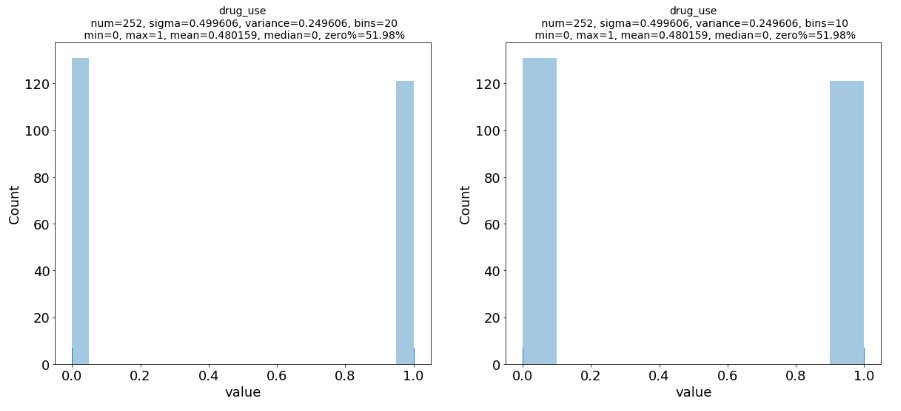 drug_use
num=252, sigma=0.499606, variance=0.249606, bins=20
min=0, max=1, mean=0.480159, median=0, zero%=51.98%
120
100
80
60
40
20
0
Count
0.0 0.2 0.4 0.6 0.8 1.0
value
drug_use
num=252, sigma=0.499606, variance=0.249606, bins=10
min=0, max=1, mean=0.480159, median=0, zero%=51.98%
120
100
80
60
40
20
0
Count
0.0 0.2 0.4 0.6 0.8 1.0
value